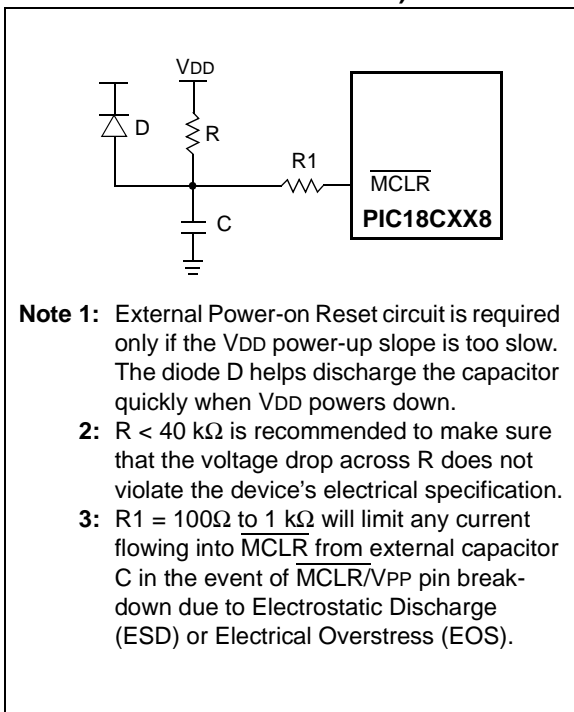 VDD
D
R
R1
MCLR
C
PIC18CXX8
Note 1: External Power-on Reset circuit is required
only if the VDD power-up slope is too slow.
The diode D helps discharge the capacitor
quickly when VDD powers down.
2: R < 40 kΩ is recommended to make sure
that the voltage drop across R does not
violate the device's electrical specification.
3: R1 = 100Ω to 1 kΩ will limit any current
flowing into MCLR from external capacitor
C in the event of MCLR/VPP pin break-
down due to Electrostatic Discharge
(ESD) or Electrical Overstress (EOS).